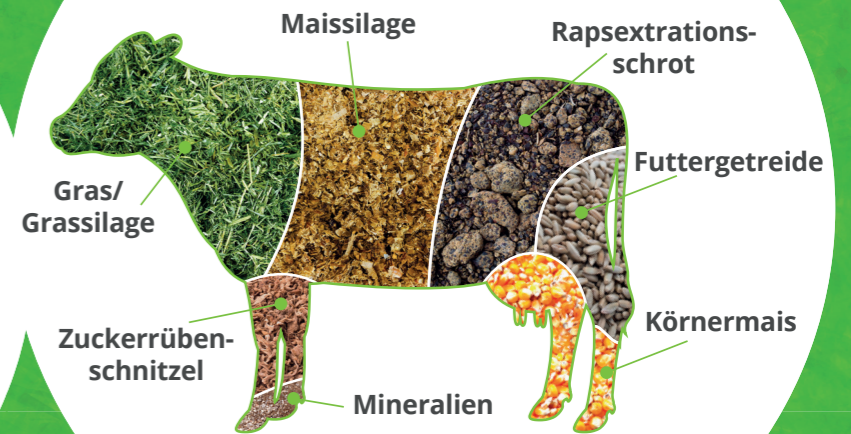 Maissilage
Rapsextrations-
schrot
Futtergetreide
Gras/
Grassilage
Körnermais
Zuckerrüben-
schnitzel
Mineralien